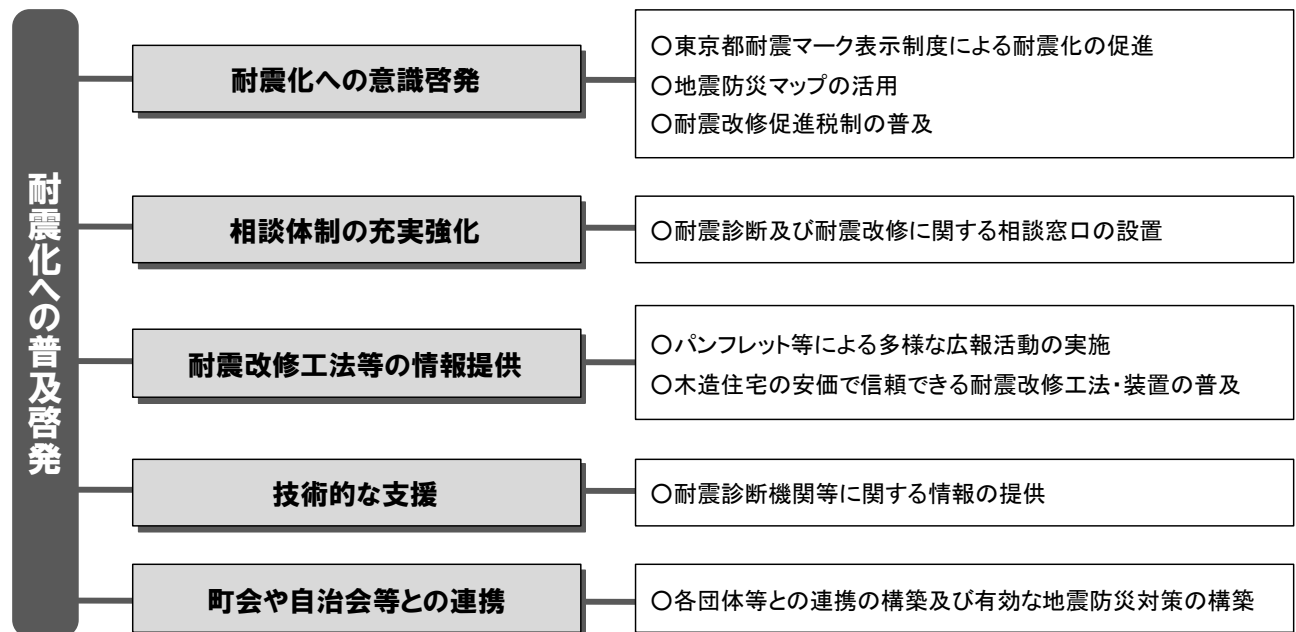 耐震化への普及啓発
耐震化への意識啓発
○東京都耐震マーク表示制度による耐震化の促進
○地震防災マップの活用
○耐震改修促進税制の普及
相談体制の充実強化
○耐震診断及び耐震改修に関する相談窓口の設置
耐震改修工法等の情報提供
○パンフレット等による多様な広報活動の実施
○木造住宅の安価で信頼できる耐震改修工法・装置の普及
技術的な支援
○耐震診断機関等に関する情報の提供
町会や自治会等との連携
○各団体等との連携の構築及び有効な地震防災対策の構築